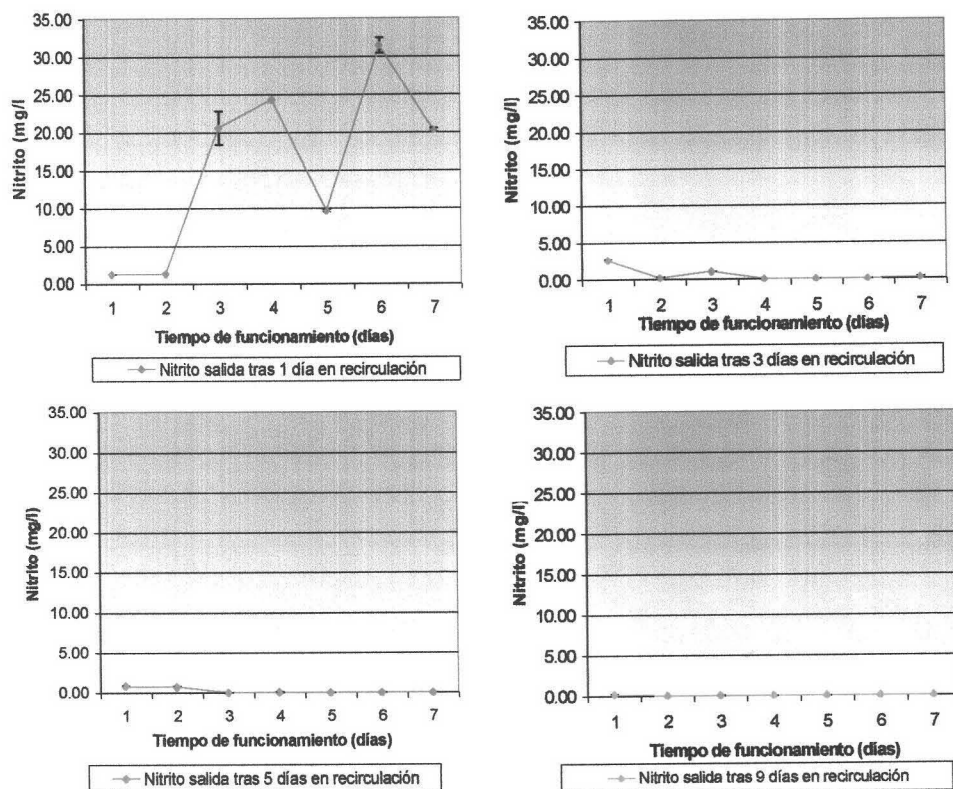 35.00
30.00
25.00
20.00
15.00
10.00
5.00
0.00
Nitrito (mg/l)
1 2 3 4 5 6 7
Tiempo de funcionamiento (días)
Nitrito salida tras 1 día en recirculación
35.00
30.00
25.00
20.00
15.00
10.00
5.00
0.00
Nitrito (mg/l)
1 2 3 4 5 6 7
Tiempo de funcionamiento (días)
Nitrito salida tras 3 días en recirculación
35.00
30.00
25.00
20.00
15.00
10.00
5.00
0.00
Nitrito (mg/l)
1 2 3 4 5 6 7
Tiempo de funcionamiento (días)
Nitrito salida tras 5 días en recirculación
35.00
30.00
25.00
20.00
15.00
10.00
5.00
0.00
Nitrito (mg/l)
1 2 3 4 5 6 7
Tiempo de funcionamiento (días)
Nitrito salida tras 9 días en recirculación